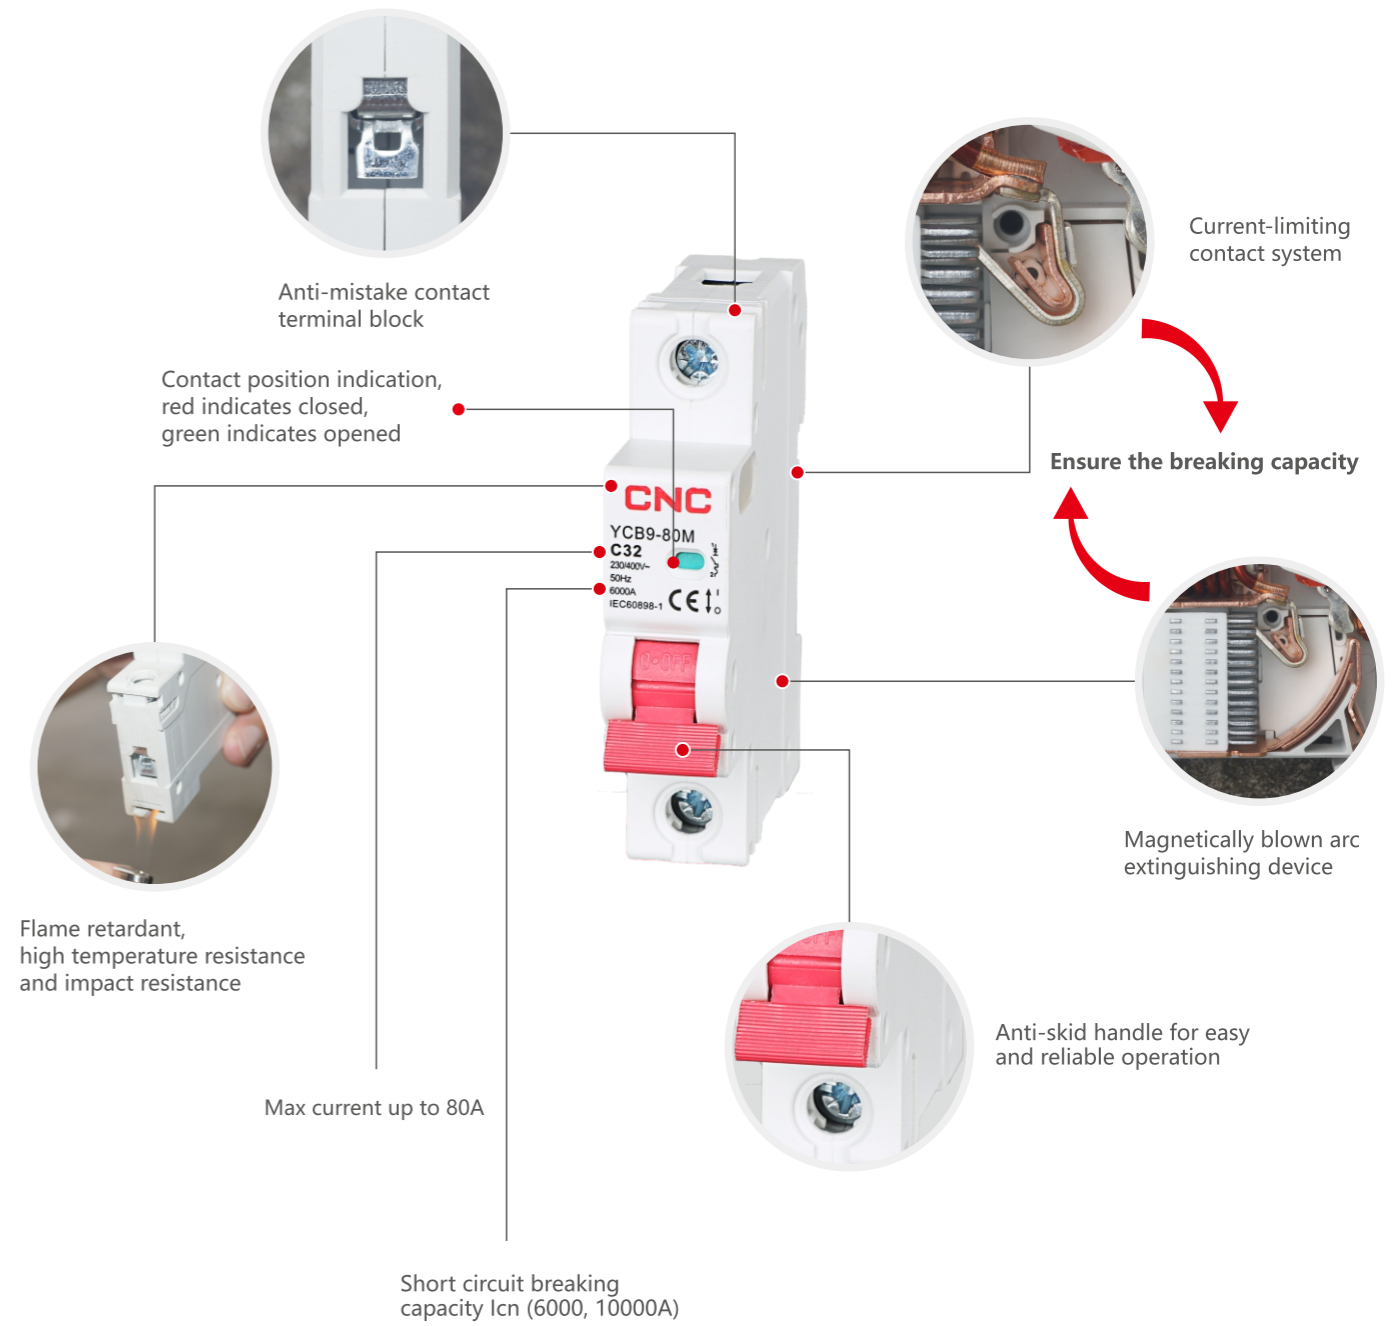 Anti-mistake contact
terminal block
Current-limiting
contact system
Contact position indication,
red indicates closed,
green indicates opened
Ensure the breaking capacity
CNC
YCB9-80M
C32
230/400V~
50Hz
6000A
IEC60898-1
CE
I
O
O-OFF
Magnetically blown arc
extinguishing device
Flame retardant,
high temperature resistance
and impact resistance
Anti-skid handle for easy
and reliable operation
Max current up to 80A
Short circuit breaking
capacity Icn (6000, 10000A)